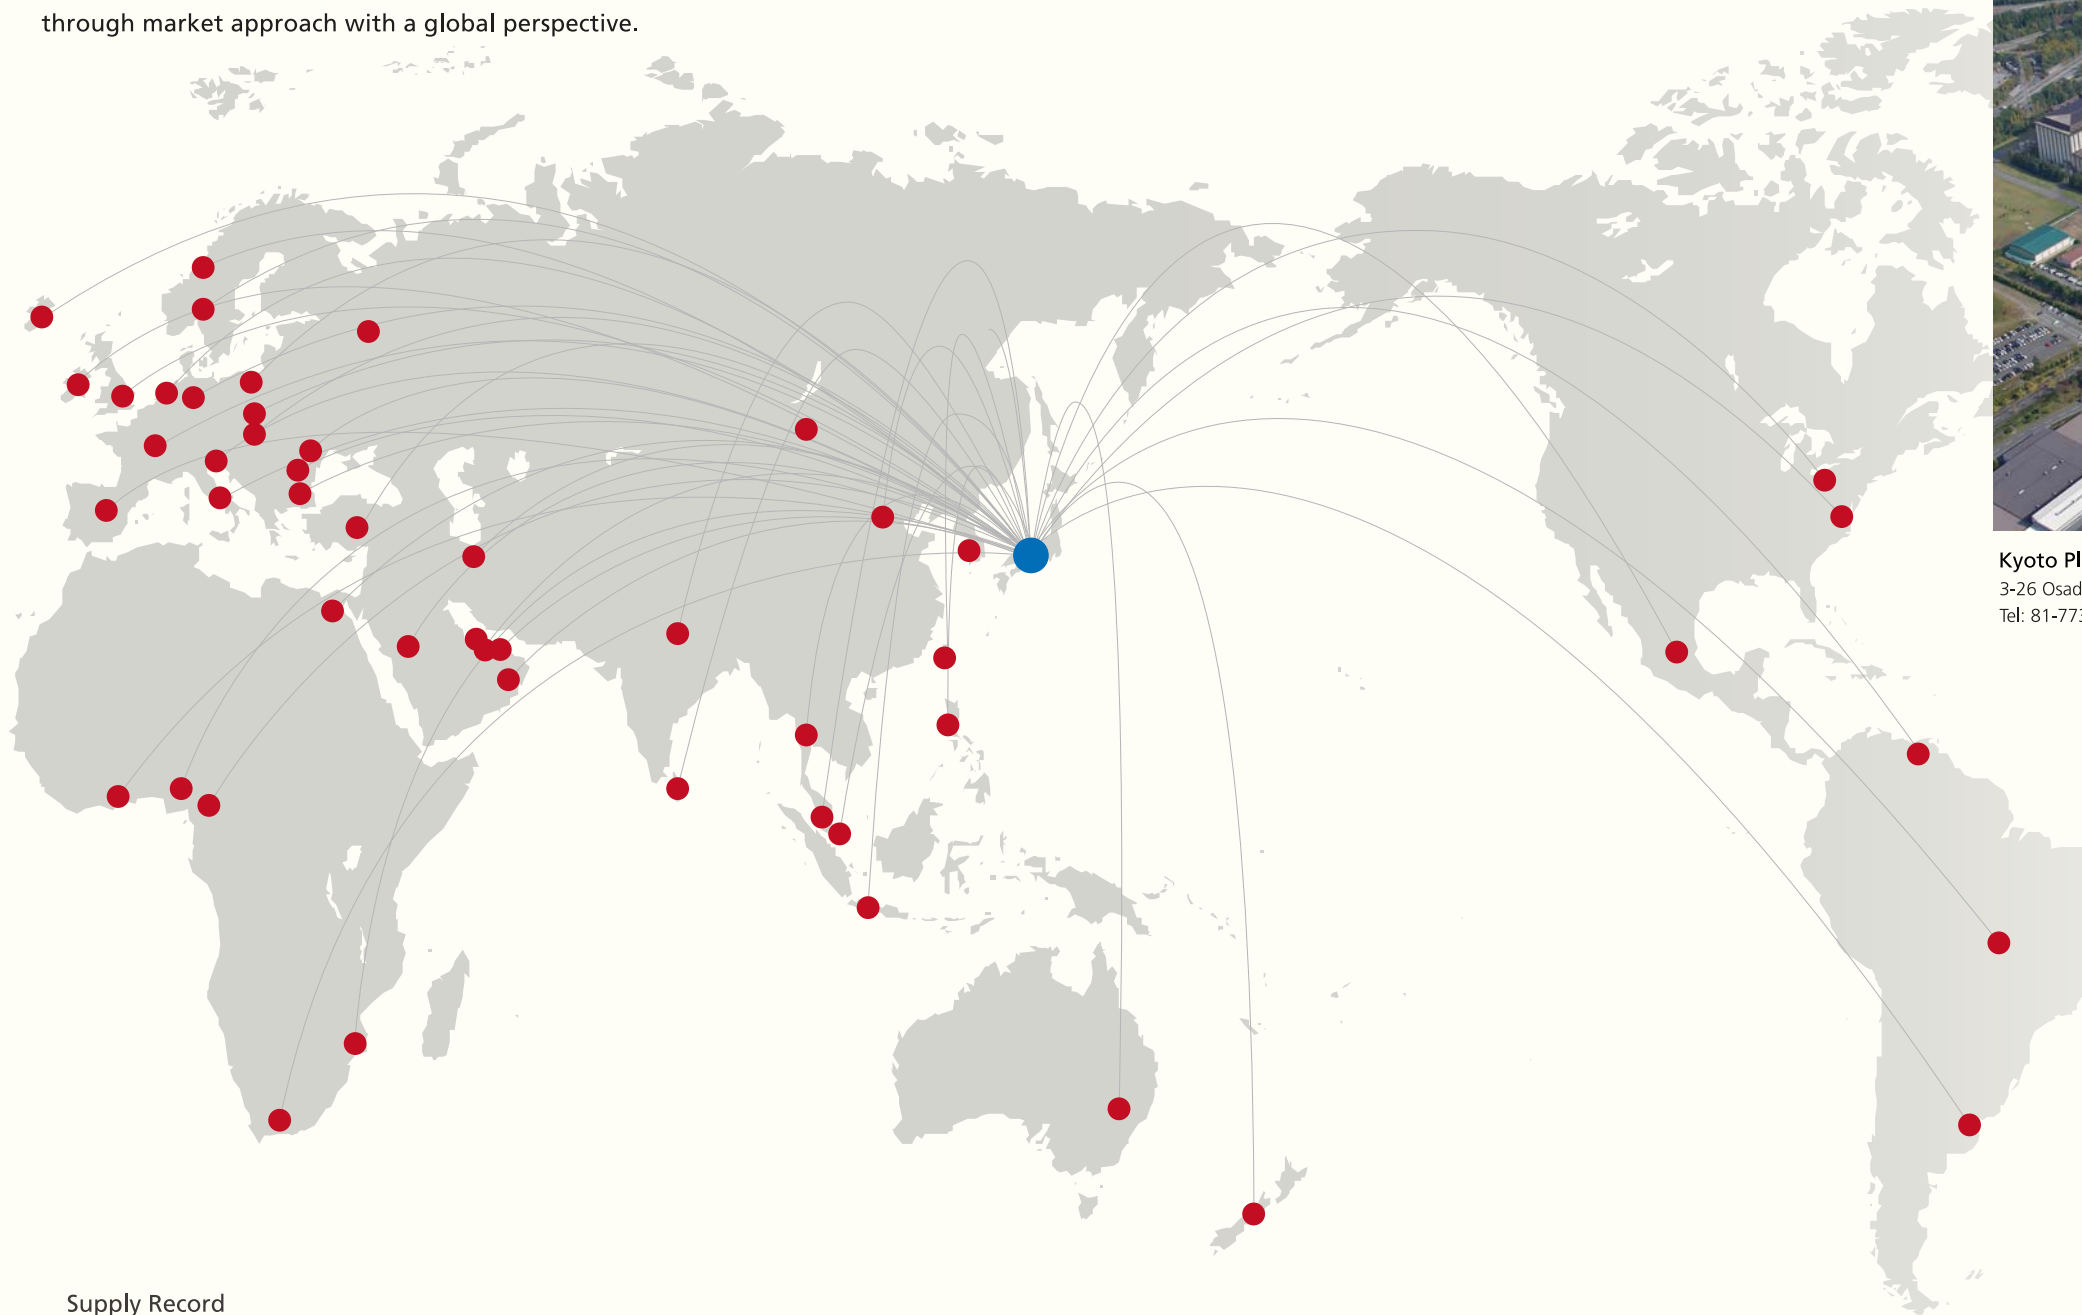 through market approach with a global perspective.
Kyoto Pl
3-26 Osad
Tel: 81-773
Supply Record